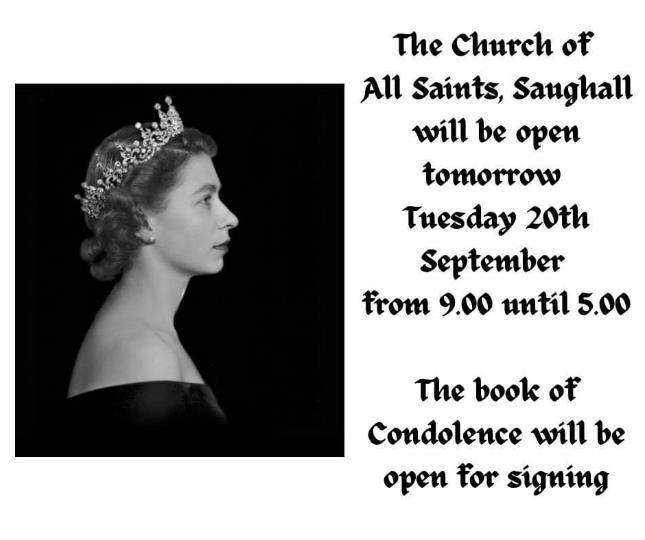 The Church of
All Saints, Saughall
will be open
tomorrow
Tuesday 20th
September
from 9.00 until 5.00
The book of
Condolence will be
open for signing